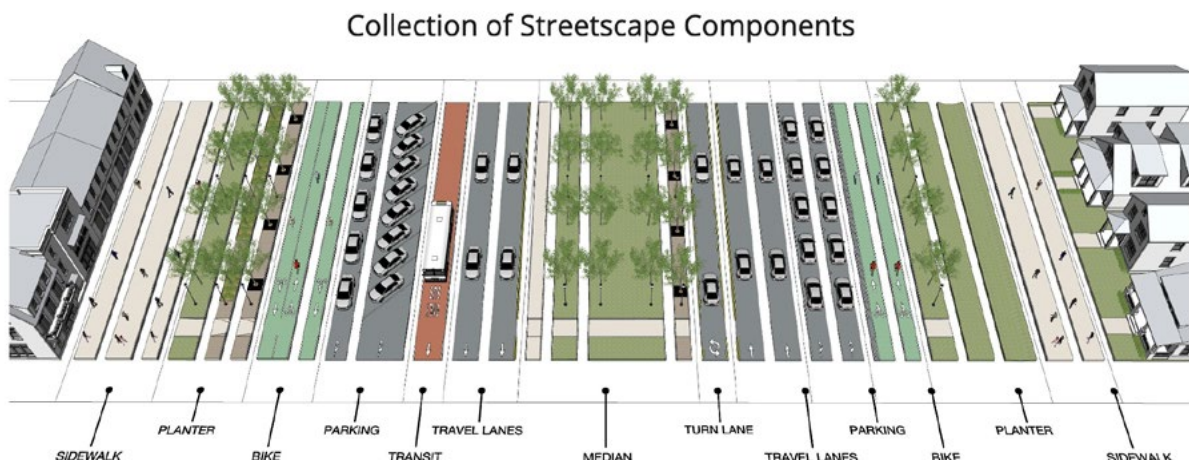 Collection of Streetscape Components
PLANTER PARKING TRAVEL LANES TURN LANE PARKING PLANTER
SIDEWALK BIKE TRANSIT MEDIAN TRAVEL LANES BIKE SIDEWALK